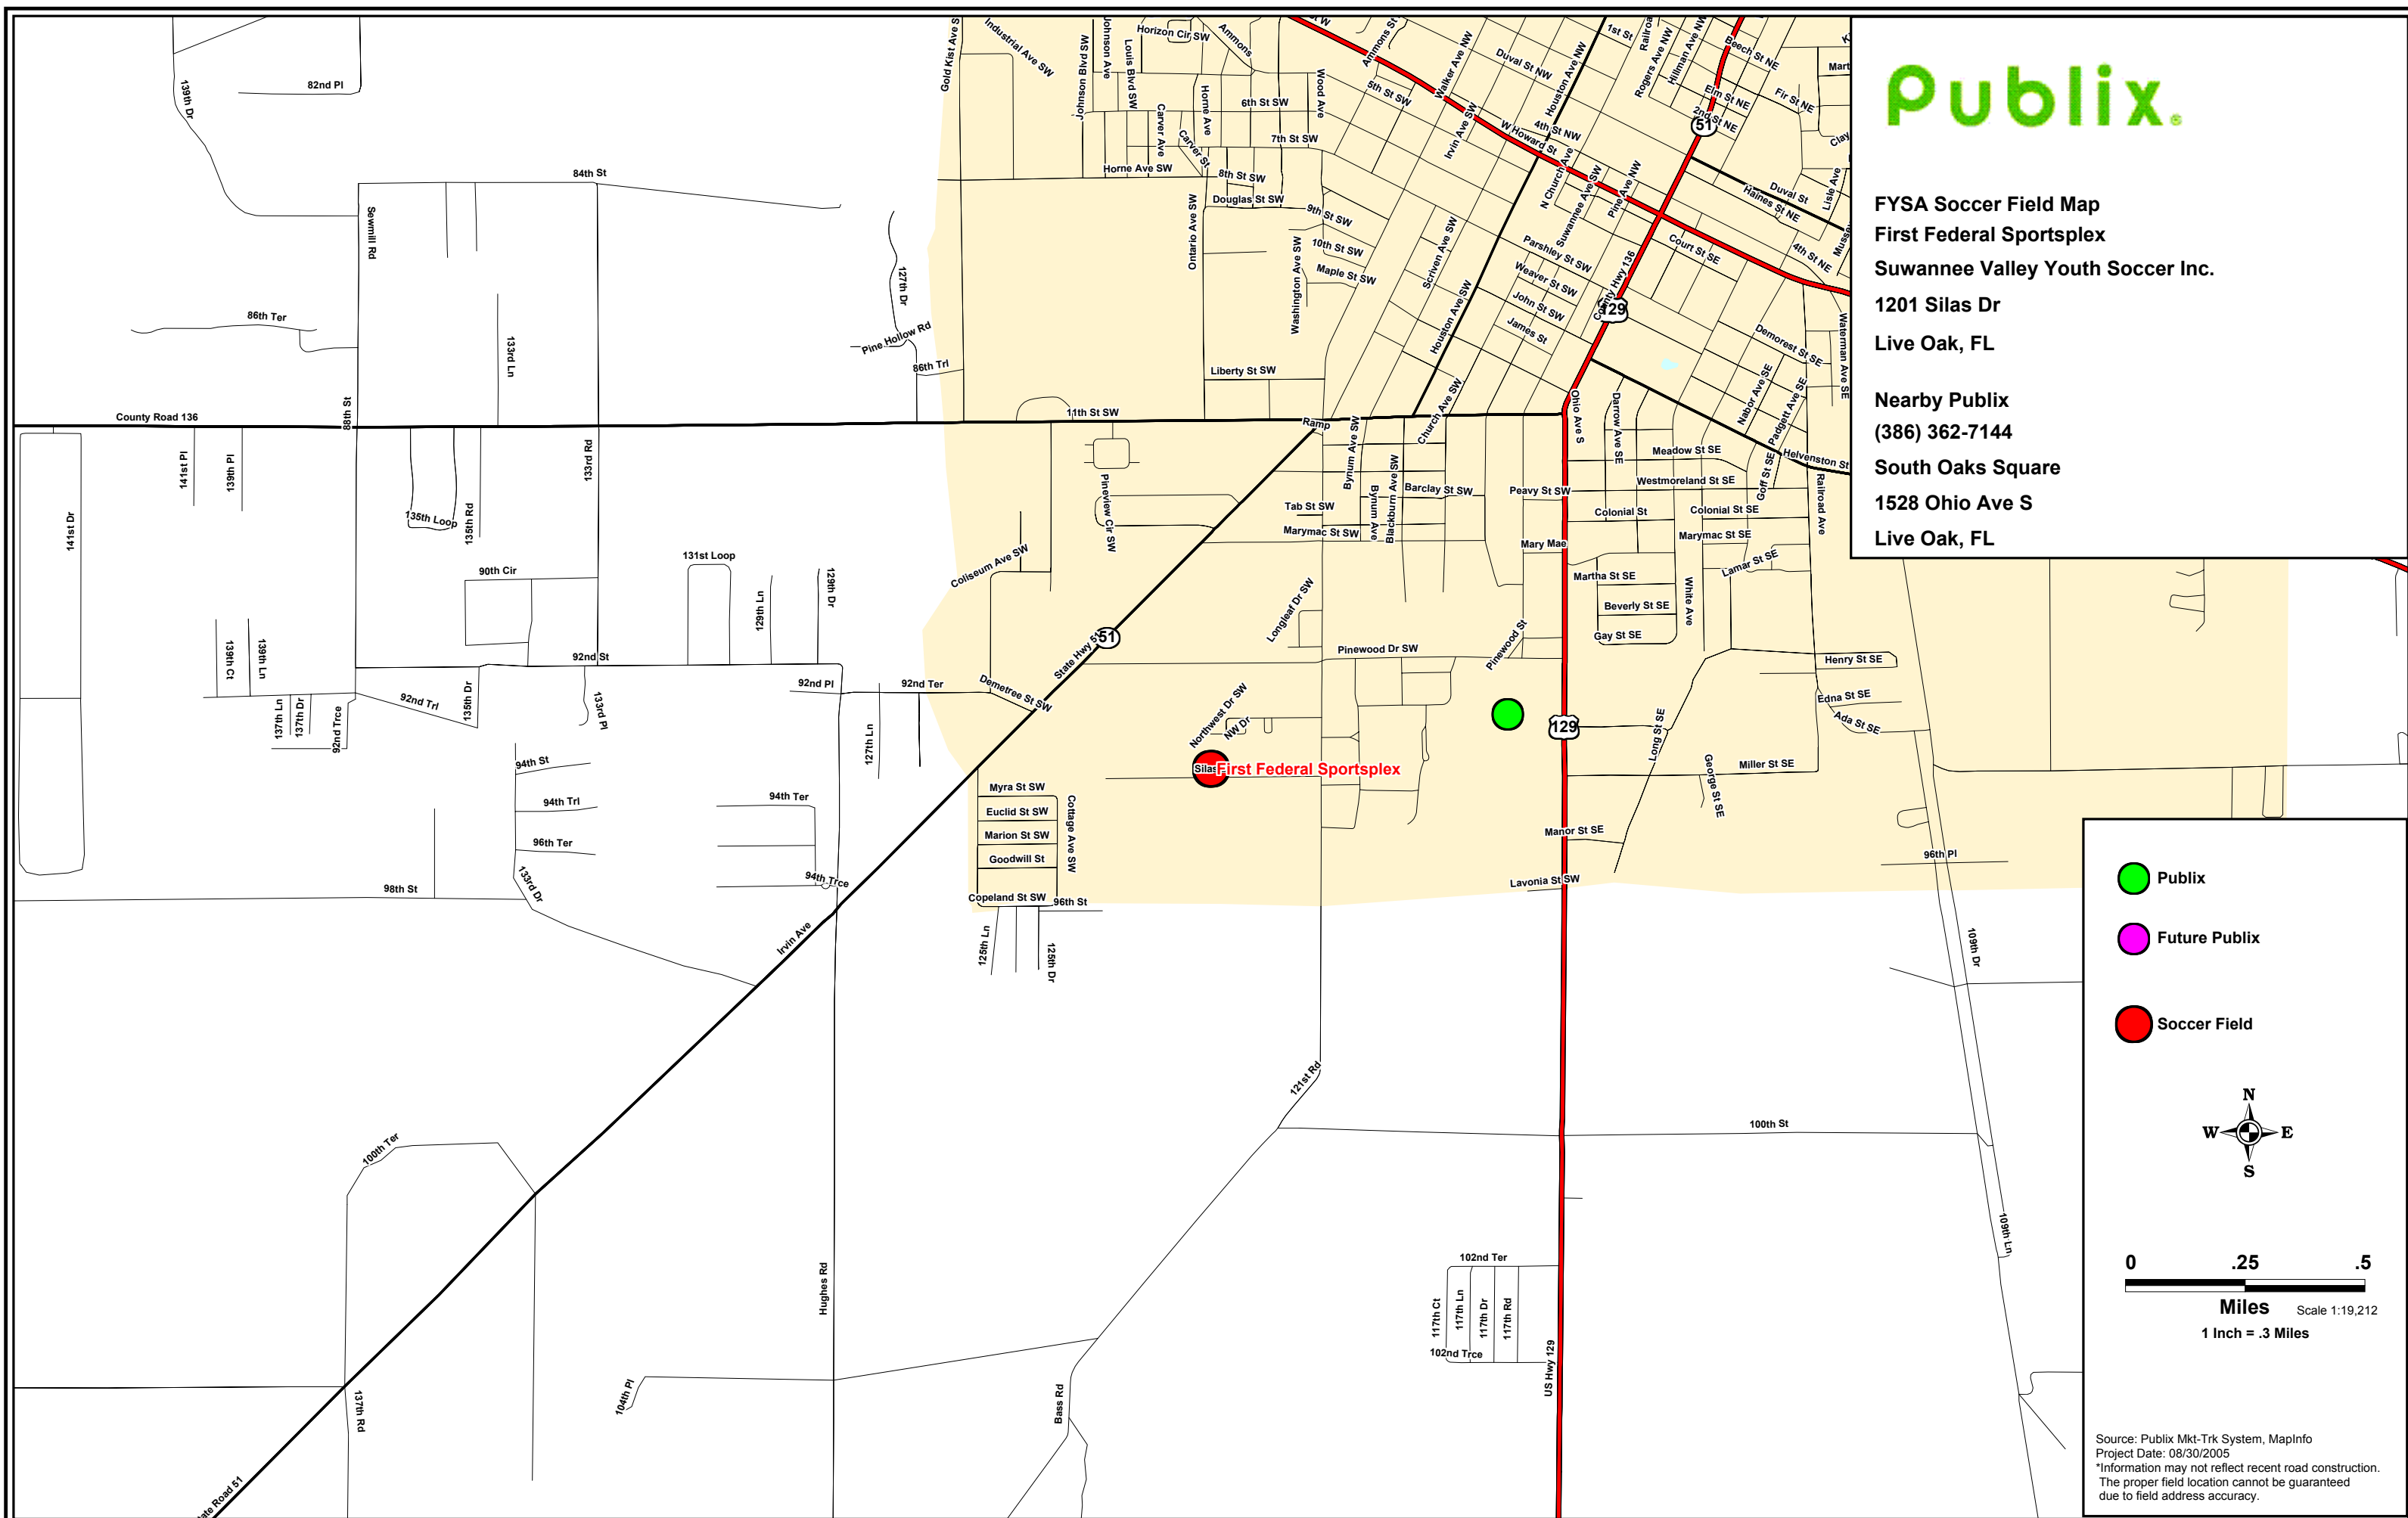 Publix
FYSA Soccer Field Map
First Federal Sportsplex
Suwannee Valley Youth Soccer Inc.
1201 Silas Dr
Live Oak, FL
Nearby Publix
(386) 362-7144
South Oaks Square
1528 Ohio Ave S
Live Oak, FL
139th Dr
82nd Pl
84th St
Sewmill Rd
86th Ter
133rd Ln
127th Dr
Pine Hollow Rd
86th Trl
County Road 136
88th St
Gold Kist Ave S
Industrial Ave SW
Johnson Blvd SW
Johnson Ave
Louis Blvd SW
Horizon Cir SW
Ammons
Horne Ave
Carver Ave
Carver St
6th St SW
7th St SW
Horne Ave SW
8th St SW
Douglas St SW
Wood Ave
9th St SW
10th St SW
Maple St SW
Ontario Ave SW
Washington Ave SW
Liberty St SW
11th St SW
Ramp
Ammons St
5th St SW
Walker Ave NW
Irvin Ave SW
Duval St NW
Houston Ave NW
4th St NW
W Howard St
N Church Ave
Suwannee Ave SW
Pine Ave NW
1st St
Rogers Ave NW
Hillman Ave NW
Beech St NE
Elm St NE
2nd St NE
Fir St NE
51
Duval St
Haines St NE
Lisle Ave
4th St NE
Court St SE
Parshley St SW
Weaver St SW
John St SW
James St
County Hwy 136
129
Scriven Ave SW
Houston Ave SW
Church Ave SW
Demorest St SE
Waterman Ave SE
Nabor Ave SE
Padgett Ave SE
Helvenston St
Goff St SE
Railroad Ave
Ohio Ave S
Darrow Ave SE
Meadow St SE
Westmoreland St SE
Colonial St
Colonial St SE
Marymac St SE
Lamar St SE
White Ave
Martha St SE
Beverly St SE
Gay St SE
Peavy St SW
Mary Mae
Barclay St SW
Bynum Ave SW
Bynum Ave
Blackburn Ave SW
Tab St SW
Marymac St SW
Pineview Cir SW
Coliseum Ave SW
Longleaf Dr SW
State Hwy 51
51
Pinewood Dr SW
Pinewood St
Demetree St SW
Northwest Dr SW
NW Dr
Silas
First Federal Sportsplex
129
Henry St SE
Edna St SE
Ada St SE
Long St SE
George St SE
Miller St SE
Manor St SE
Lavonia St SW
Myra St SW
Euclid St SW
Marion St SW
Goodwill St
Copeland St SW
Cottage Ave SW
96th St
125th Ln
125th Dr
141st Dr
141st Pl
139th Pl
135th Loop
135th Rd
133rd Rd
90th Cir
131st Loop
129th Ln
129th Dr
139th Ct
139th Ln
92nd St
92nd Pl
92nd Ter
92nd Trl
137th Ln
137th Dr
92nd Trce
135th Dr
133rd Pl
127th Ln
94th St
94th Trl
96th Ter
94th Ter
94th Trce
98th St
133rd Dr
Irvin Ave
96th Pl
109th Dr
121st Rd
100th St
100th Ter
Hughes Rd
109th Ln
102nd Ter
117th Ct
117th Ln
117th Dr
117th Rd
102nd Trce
US Hwy 129
104th Pl
Bass Rd
137th Rd
Publix
Future Publix
Soccer Field
N
W E
S
0 .25 .5
Miles Scale 1:19,212
1 Inch = .3 Miles
Source: Publix Mkt-Trk System, MapInfo
Project Date: 08/30/2005
*Information may not reflect recent road construction.
The proper field location cannot be guaranteed
due to field address accuracy.